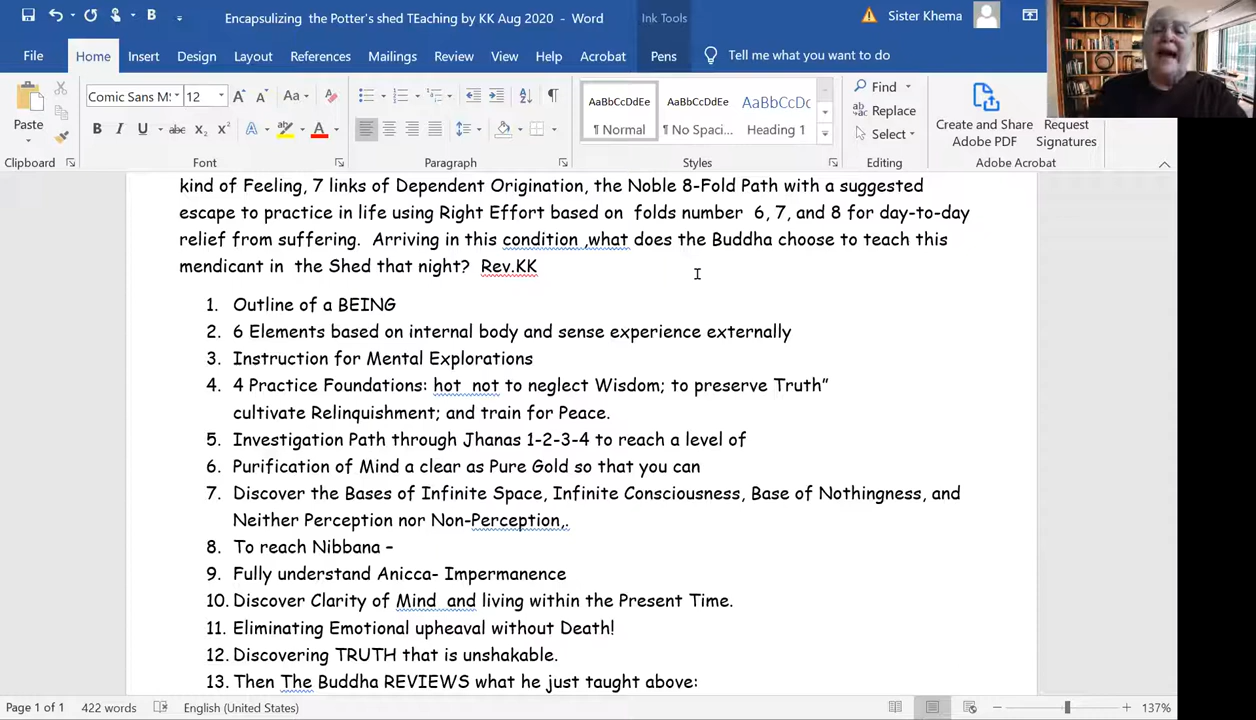 Encapsulizing the Potter's shed TEaching by KK Aug 2020 - Word
Ink Tools
Sister Khema
File Home Insert Design Layout References Mailings Review View Help Acrobat Pens Tell me what you want to do
Comic Sans M: 12
Paste
Find
Replace
Select
AaBbCcDdEe AaBbCcDdEe AaBbCcDc
¶ Normal ¶ No Spaci... Heading 1
Create and Share
Adobe PDF
Request
Signatures
Clipboard Font Paragraph Styles Editing Adobe Acrobat
kind of Feeling, 7 links of Dependent Origination, the Noble 8-Fold Path with a suggested
escape to practice in life using Right Effort based on folds number 6, 7, and 8 for day-to-day
relief from suffering. Arriving in this condition ,what does the Buddha choose to teach this
mendicant in the Shed that night? Rev.KK
1. Outline of a BEING
2. 6 Elements based on internal body and sense experience externally
3. Instruction for Mental Explorations
4. 4 Practice Foundations: hot not to neglect Wisdom; to preserve Truth”
cultivate Relinquishment; and train for Peace.
5. Investigation Path through Jhanas 1-2-3-4 to reach a level of
6. Purification of Mind a clear as Pure Gold so that you can
7. Discover the Bases of Infinite Space, Infinite Consciousness, Base of Nothingness, and
Neither Perception nor Non-Perception,.
8. To reach Nibbana –
9. Fully understand Anicca- Impermanence
10. Discover Clarity of Mind and living within the Present Time.
11. Eliminating Emotional upheaval without Death!
12. Discovering TRUTH that is unshakable.
13. Then The Buddha REVIEWS what he just taught above:
Page 1 of 1 422 words English (United States) 137%